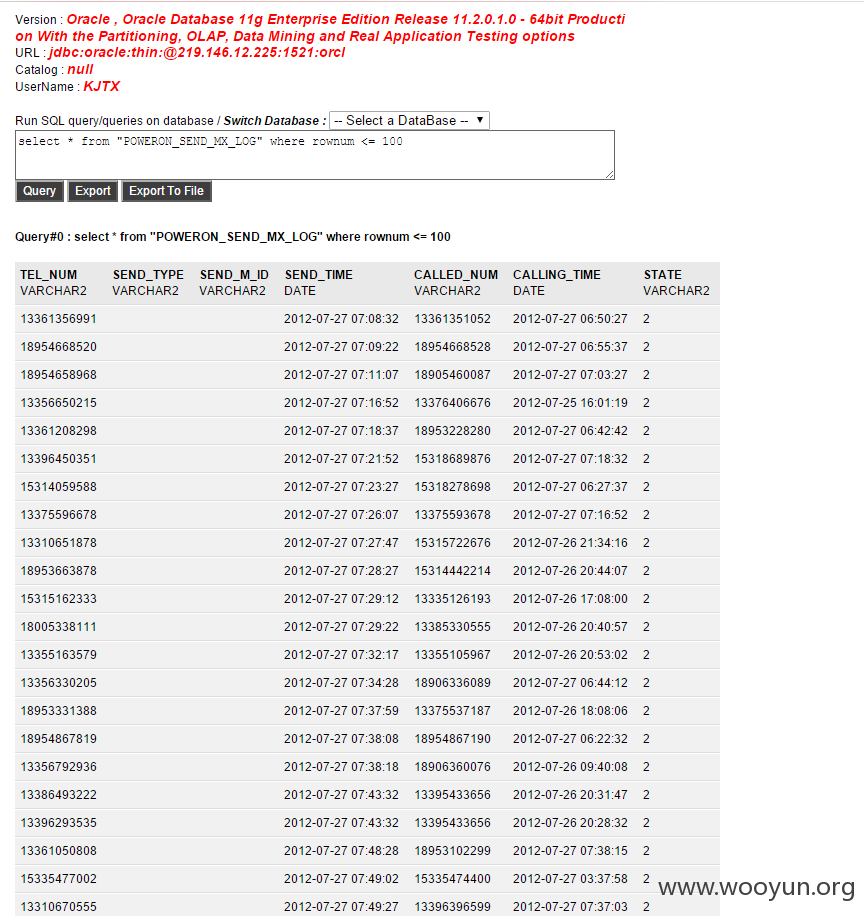 Version : Oracle , Oracle Database 11g Enterprise Edition Release 11.2.0.1.0 - 64bit Producti
on With the Partitioning, OLAP, Data Mining and Real Application Testing options
URL : jdbc:oracle:thin:@219.146.12.225:1521:orcl
Catalog : null
UserName : KJTX
Run SQL query/queries on database / Switch Database : -- Select a DataBase -- ▼
select * from "POWERON_SEND_MX_LOG" where rownum <= 100
Query Export Export To File
Query#0 : select * from "POWERON_SEND_MX_LOG" where rownum <= 100
TEL_NUM SEND_TYPE SEND_M_ID SEND_TIME CALLED_NUM CALLING_TIME STATE
VARCHAR2 VARCHAR2 VARCHAR2 DATE VARCHAR2 DATE VARCHAR2
13361356991 2012-07-27 07:08:32 13361351052 2012-07-27 06:50:27 2
18954668520 2012-07-27 07:09:22 18954668528 2012-07-27 06:55:37 2
18954658968 2012-07-27 07:11:07 18905460087 2012-07-27 07:03:27 2
13356650215 2012-07-27 07:16:52 13376406676 2012-07-25 16:01:19 2
13361208298 2012-07-27 07:18:37 18953228280 2012-07-27 06:42:42 2
13396450351 2012-07-27 07:21:52 15318689876 2012-07-27 07:18:32 2
15314059588 2012-07-27 07:23:27 15318278698 2012-07-27 06:27:37 2
13375596678 2012-07-27 07:26:07 13375593678 2012-07-27 07:16:52 2
13310651878 2012-07-27 07:27:47 15315722676 2012-07-26 21:34:16 2
18953663878 2012-07-27 07:28:27 15314442214 2012-07-26 20:44:07 2
15315162333 2012-07-27 07:29:12 13335126193 2012-07-26 17:08:00 2
18005338111 2012-07-27 07:29:22 13385330555 2012-07-26 20:40:57 2
13355163579 2012-07-27 07:32:17 13355105967 2012-07-26 20:53:02 2
13356330205 2012-07-27 07:34:28 18906336089 2012-07-27 06:44:12 2
18953331388 2012-07-27 07:37:59 13375537187 2012-07-26 18:08:06 2
18954867819 2012-07-27 07:38:08 18954867190 2012-07-27 06:22:32 2
13356792936 2012-07-27 07:38:18 18906360076 2012-07-26 09:40:08 2
13386493222 2012-07-27 07:43:32 13395433656 2012-07-26 20:31:47 2
13396293535 2012-07-27 07:43:32 13395433656 2012-07-26 20:28:32 2
13361050808 2012-07-27 07:48:28 18953102299 2012-07-27 07:38:15 2
15335477002 2012-07-27 07:49:02 15335474400 2012-07-27 03:37:58 2
13310670555 2012-07-27 07:49:27 13396396599 2012-07-27 07:37:03 2
www.wooyun.org